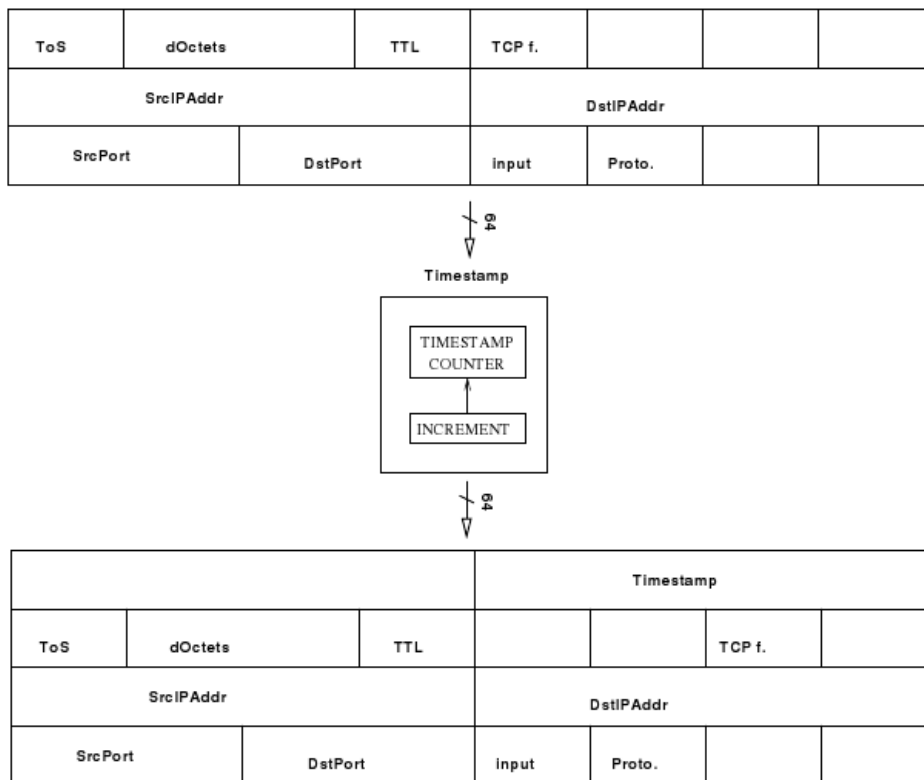 ToS dOctets TTL TCP f.
SrcIPAddr DstIPAddr
SrcPort DstPort input Proto.
64
Timestamp
TIMESTAMP
COUNTER
INCREMENT
64
Timestamp
ToS dOctets TTL TCP f.
SrcIPAddr DstIPAddr
SrcPort DstPort input Proto.